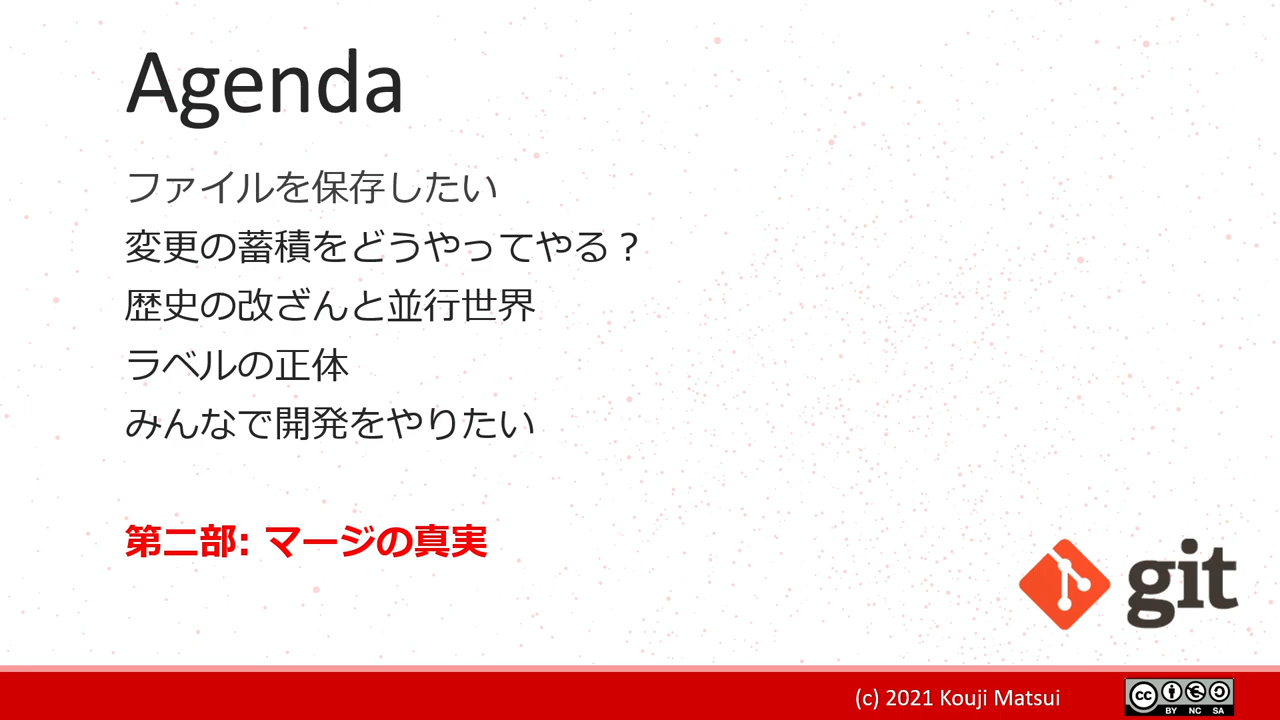 Agenda
ファイルを保存したい
変更の蓄積をどうやってやる？
歴史の改ざんと並行世界
ラベルの正体
みんなで開発をやりたい
第二部: マージの真実
git
(c) 2021 Kouji Matsui
cc
BY NC SA